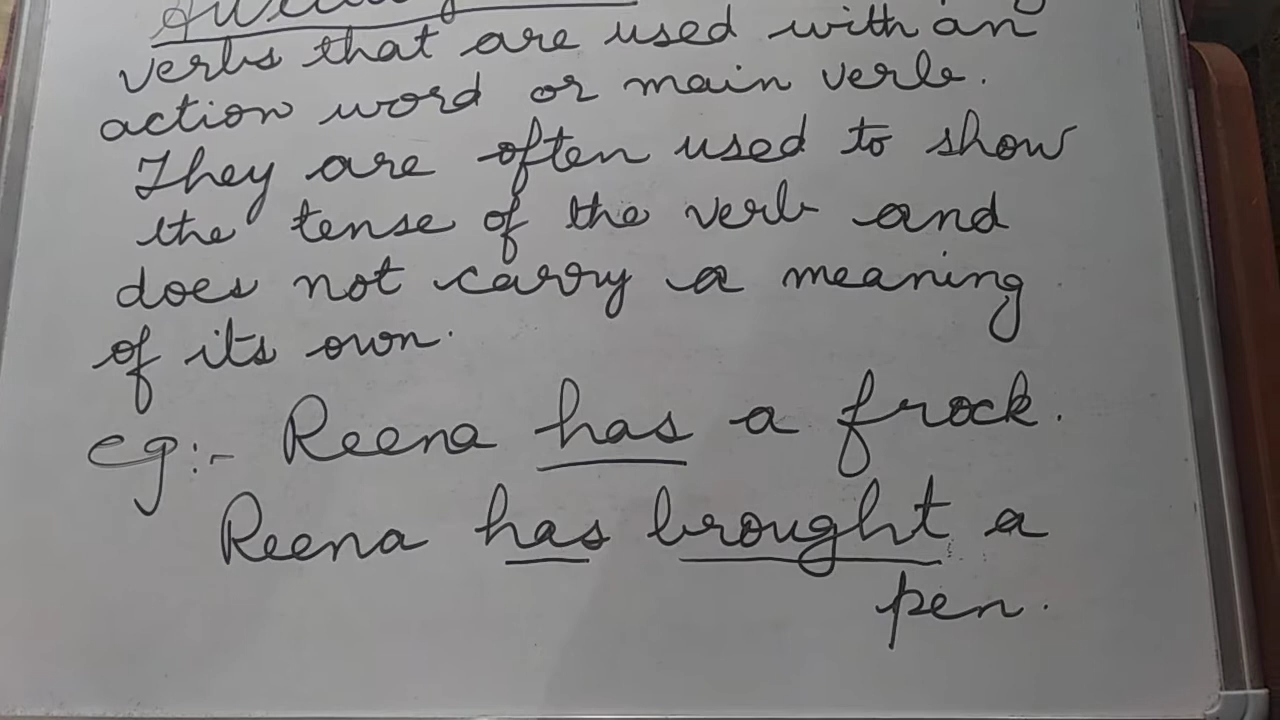 verbs that are used with an
action word or main verb.
They are often used to show
the tense of the verb and
does not carry a meaning
of its own.
eg:- Reena has a frock.
Reena has brought a
pen.